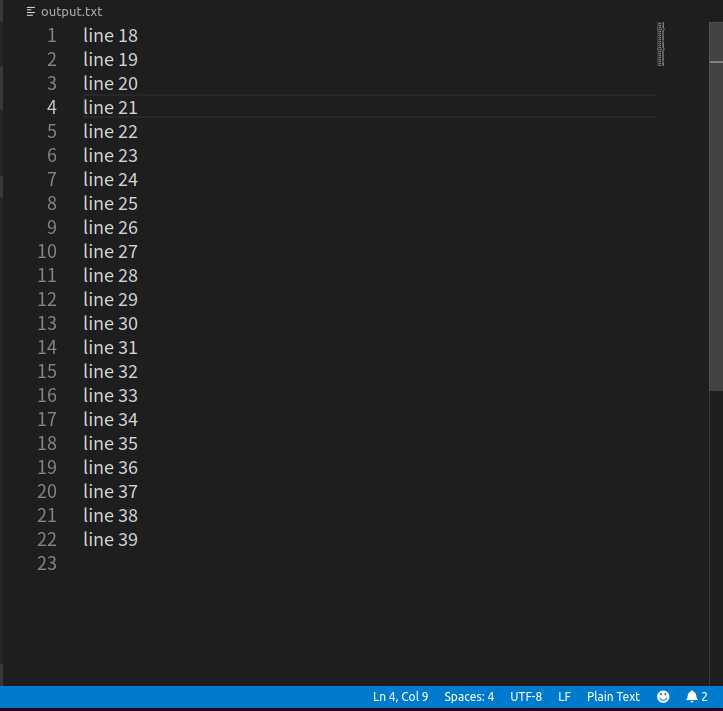 output.txt
1 line 18
2 line 19
3 line 20
4 line 21
5 line 22
6 line 23
7 line 24
8 line 25
9 line 26
10 line 27
11 line 28
12 line 29
13 line 30
14 line 31
15 line 32
16 line 33
17 line 34
18 line 35
19 line 36
20 line 37
21 line 38
22 line 39
23
Ln 4, Col 9 Spaces: 4 UTF-8 LF Plain Text 2